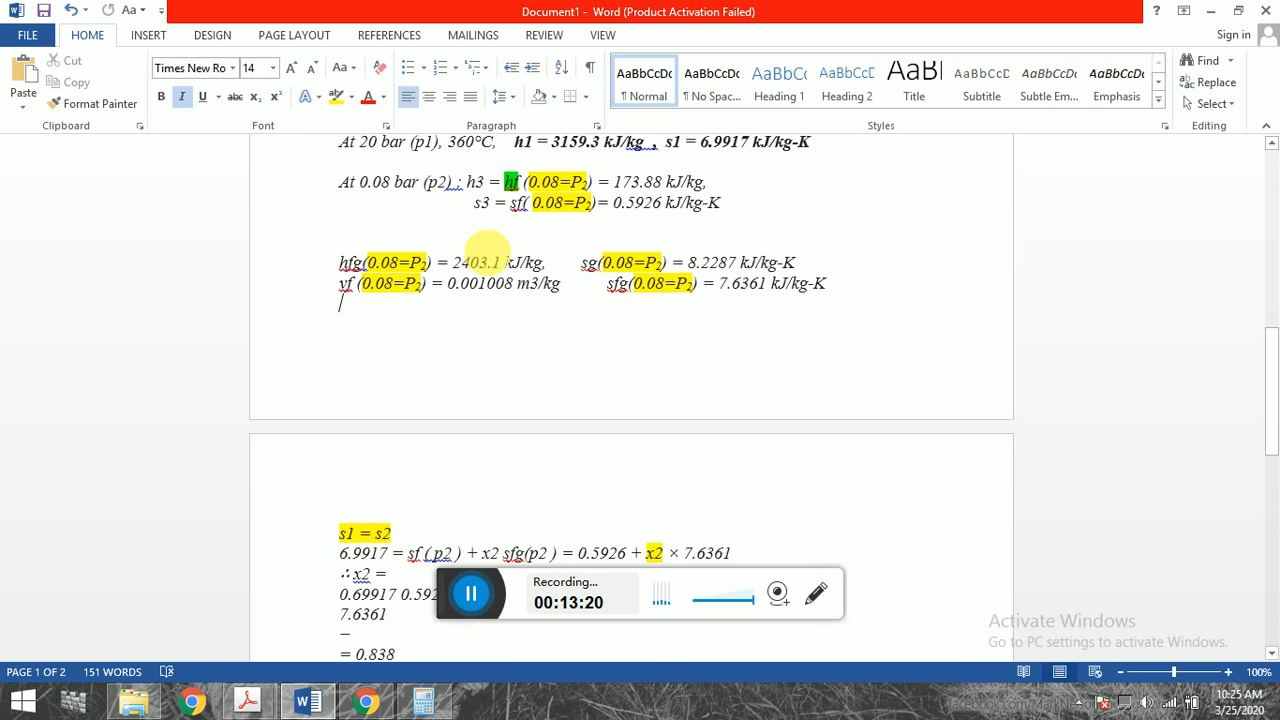 Document1 - Word (Product Activation Failed)
FILE HOME INSERT DESIGN PAGE LAYOUT REFERENCES MAILINGS REVIEW VIEW Sign in
Paste Cut Copy Format Painter
Times New Ro 14 Aa
AaBbCcDc AaBbCcDc AaBbCc AaBbCc AaBI AaBbCcD AaBbCcDc AaBbCcDc
¶ Normal ¶ No Spac... Heading 1 Heading 2 Title Subtitle Subtle Em... Emphasis
Find Replace Select
Clipboard Font Paragraph Styles Editing
At 20 bar (p1), 360°C, h1 = 3159.3 kJ/kg , s1 = 6.9917 kJ/kg-K
At 0.08 bar (p2) ; h3 = hf (0.08=P2) = 173.88 kJ/kg,
s3 = sf( 0.08=P2)= 0.5926 kJ/kg-K
hfg(0.08=P2) = 2403.1 kJ/kg, sg(0.08=P2) = 8.2287 kJ/kg-K
vf (0.08=P2) = 0.001008 m3/kg sfg(0.08=P2) = 7.6361 kJ/kg-K
s1 = s2
6.9917 = sf ( p2 ) + x2 sfg(p2 ) = 0.5926 + x2 × 7.6361
∴ x2 =
0.69917 0.592
7.6361
−
= 0.838
Recording...
00:13:20
Activate Windows
Go to PC settings to activate Windows.
PAGE 1 OF 2 151 WORDS 100%
10:25 AM
3/25/2020